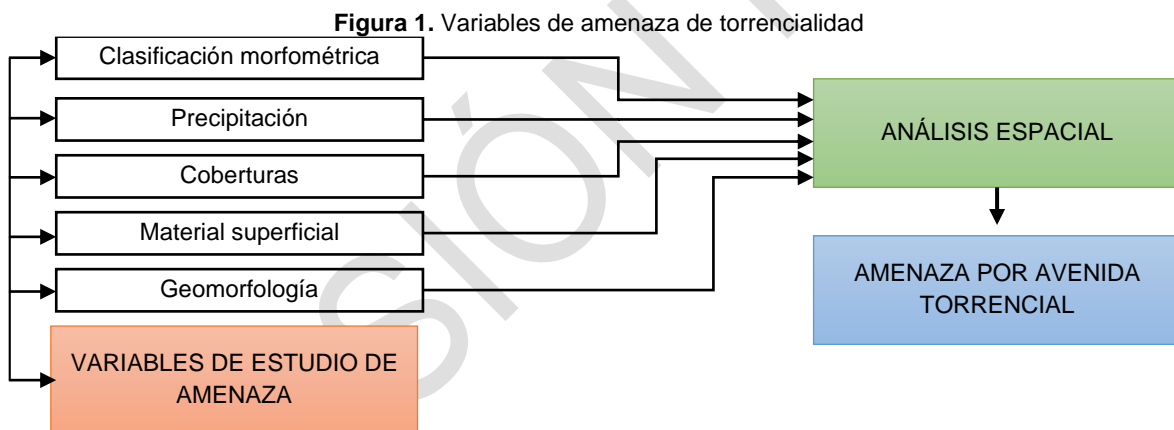 Figura 1. Variables de amenaza de torrencialidad
Clasificación morfométrica
Precipitación
Coberturas
Material superficial
Geomorfología
VARIABLES DE ESTUDIO DE
AMENAZA
ANÁLISIS ESPACIAL
AMENAZA POR AVENIDA
TORRENCIAL